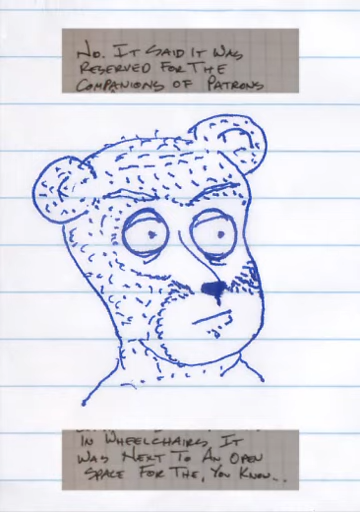 No. It Said It Was
Reserved For The
Companions Of Patrons
In Wheelchairs. It
Was Next To An Open
Space For The, You Know...